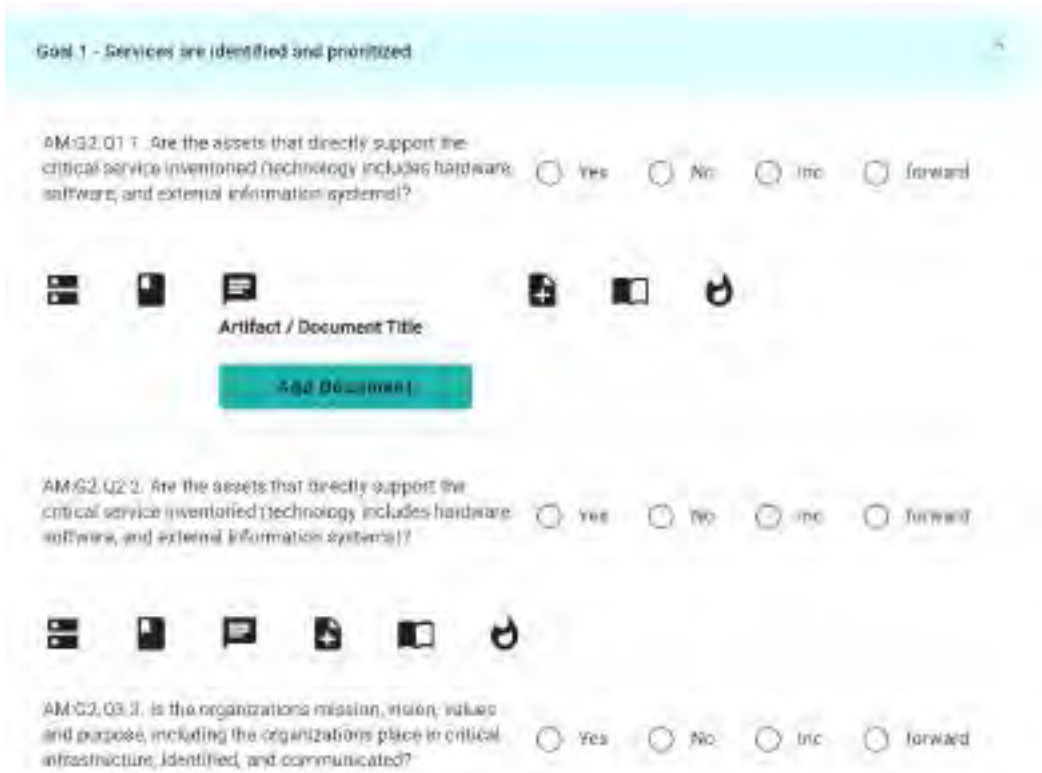 Goal 1 - Services are identified and prioritized
AM:G2.Q1 1. Are the assets that directly support the
critical service inventoried (technology includes hardware,
software, and external information systems)?
Yes No Inc forward
Artifact / Document Title
Add Document
AM:G2.Q2 2. Are the assets that directly support the
critical service inventoried (technology includes hardware,
software, and external information systems)?
Yes No Inc forward
AM:G2.Q3 3. Is the organizations mission, vision, values
and purpose, including the organizations place in critical
infrastructure, identified, and communicated?
Yes No Inc forward